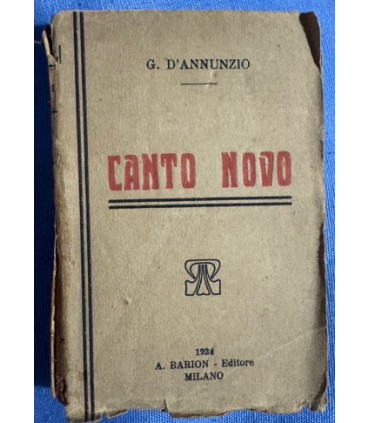 G. D'ANNUNZIO
CANTO NOVO
1924
A. BARION - Editore
MILANO